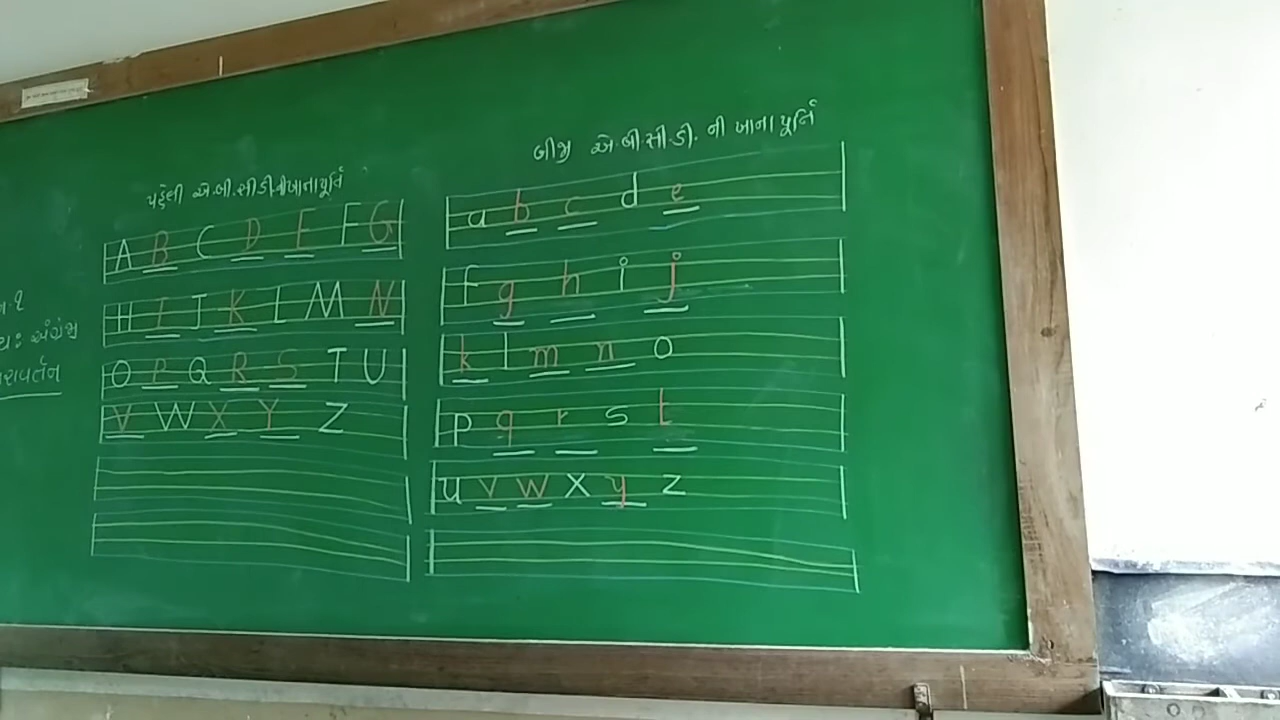 પહેલી એ.બી.સી.ડી.ની ખાના પૂર્તિ
A B C D E F G
H I J K L M N
O P Q R S T U
V W X Y Z
બીજી એ.બી.સી.ડી. ની ખાના પૂર્તિ
a b c d e
f g h i j
k l m n o
p q r s t
u v w x y z
અંગ્રેજી